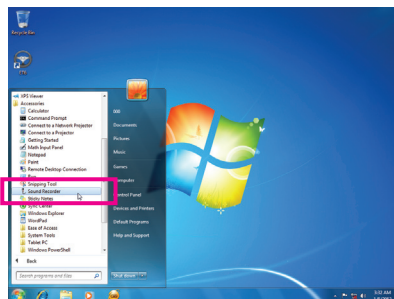 Recycle Bin
XPS Viewer
Accessories
Calculator
Command Prompt
Connect to a Network Projector
Connect to a Projector
Getting Started
Math Input Panel
Notepad
Paint
Remote Desktop Connection
Run
Snipping Tool
Sound Recorder
Sticky Notes
Sync Center
Windows Explorer
WordPad
Ease of Access
System Tools
Tablet PC
Windows PowerShell
Back
Search programs and files
Documents
Pictures
Music
Games
Computer
Control Panel
Devices and Printers
Default Programs
Help and Support
Shut down